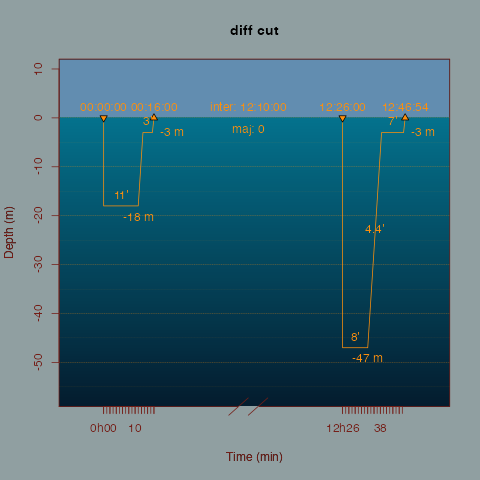 diff cut
10
0
-10
-20
-30
-40
-50
Depth (m)
00:00:00 00:16:00 inter: 12:10:00 12:26:00 12:46:54
maj: 0
3'
-3 m
11'
-18 m
7'
-3 m
4.4'
8'
-47 m
0h00 10 12h26 38
Time (min)